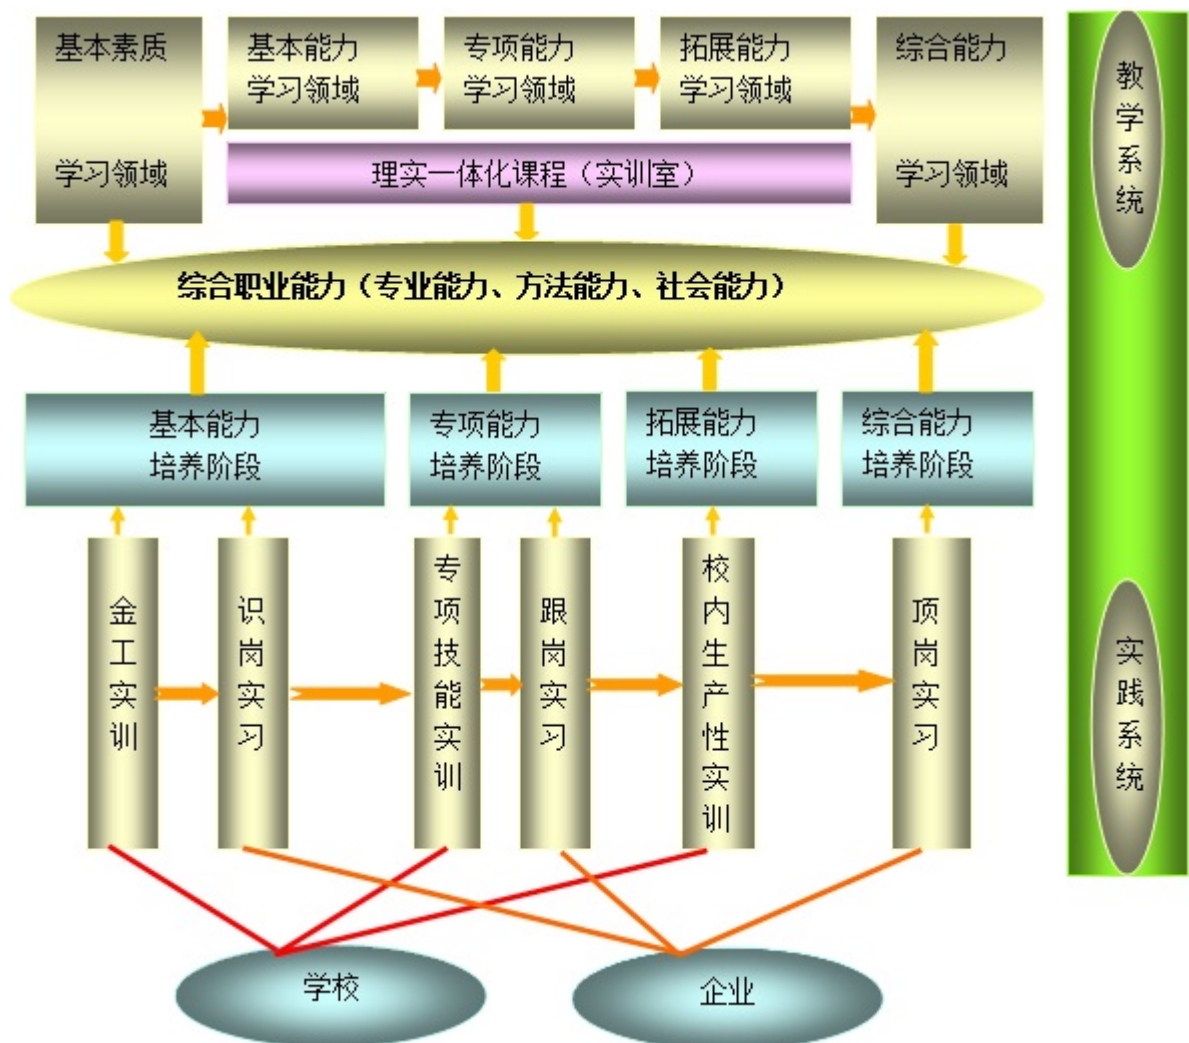 基本素质
学习领域
基本能力
学习领域
专项能力
学习领域
拓展能力
学习领域
综合能力
学习领域
理实一体化课程（实训室）
综合职业能力（专业能力、方法能力、社会能力）
基本能力
培养阶段
专项能力
培养阶段
拓展能力
培养阶段
综合能力
培养阶段
金工实训
识岗实习
专项技能实训
跟岗实习
校内生产性实训
顶岗实习
学校
企业
教学系统
实践系统